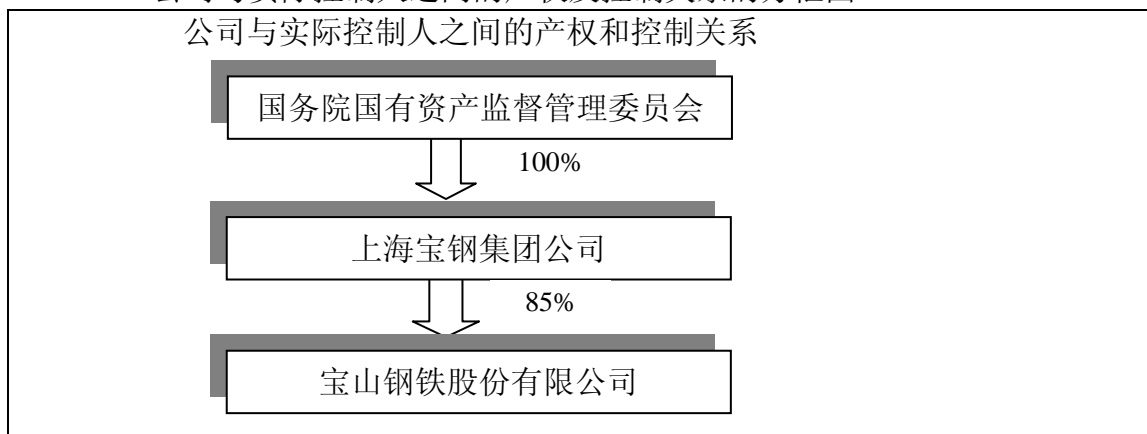 公司与实际控制人之间的产权和控制关系
国务院国有资产监督管理委员会
100%
上海宝钢集团公司
85%
宝山钢铁股份有限公司